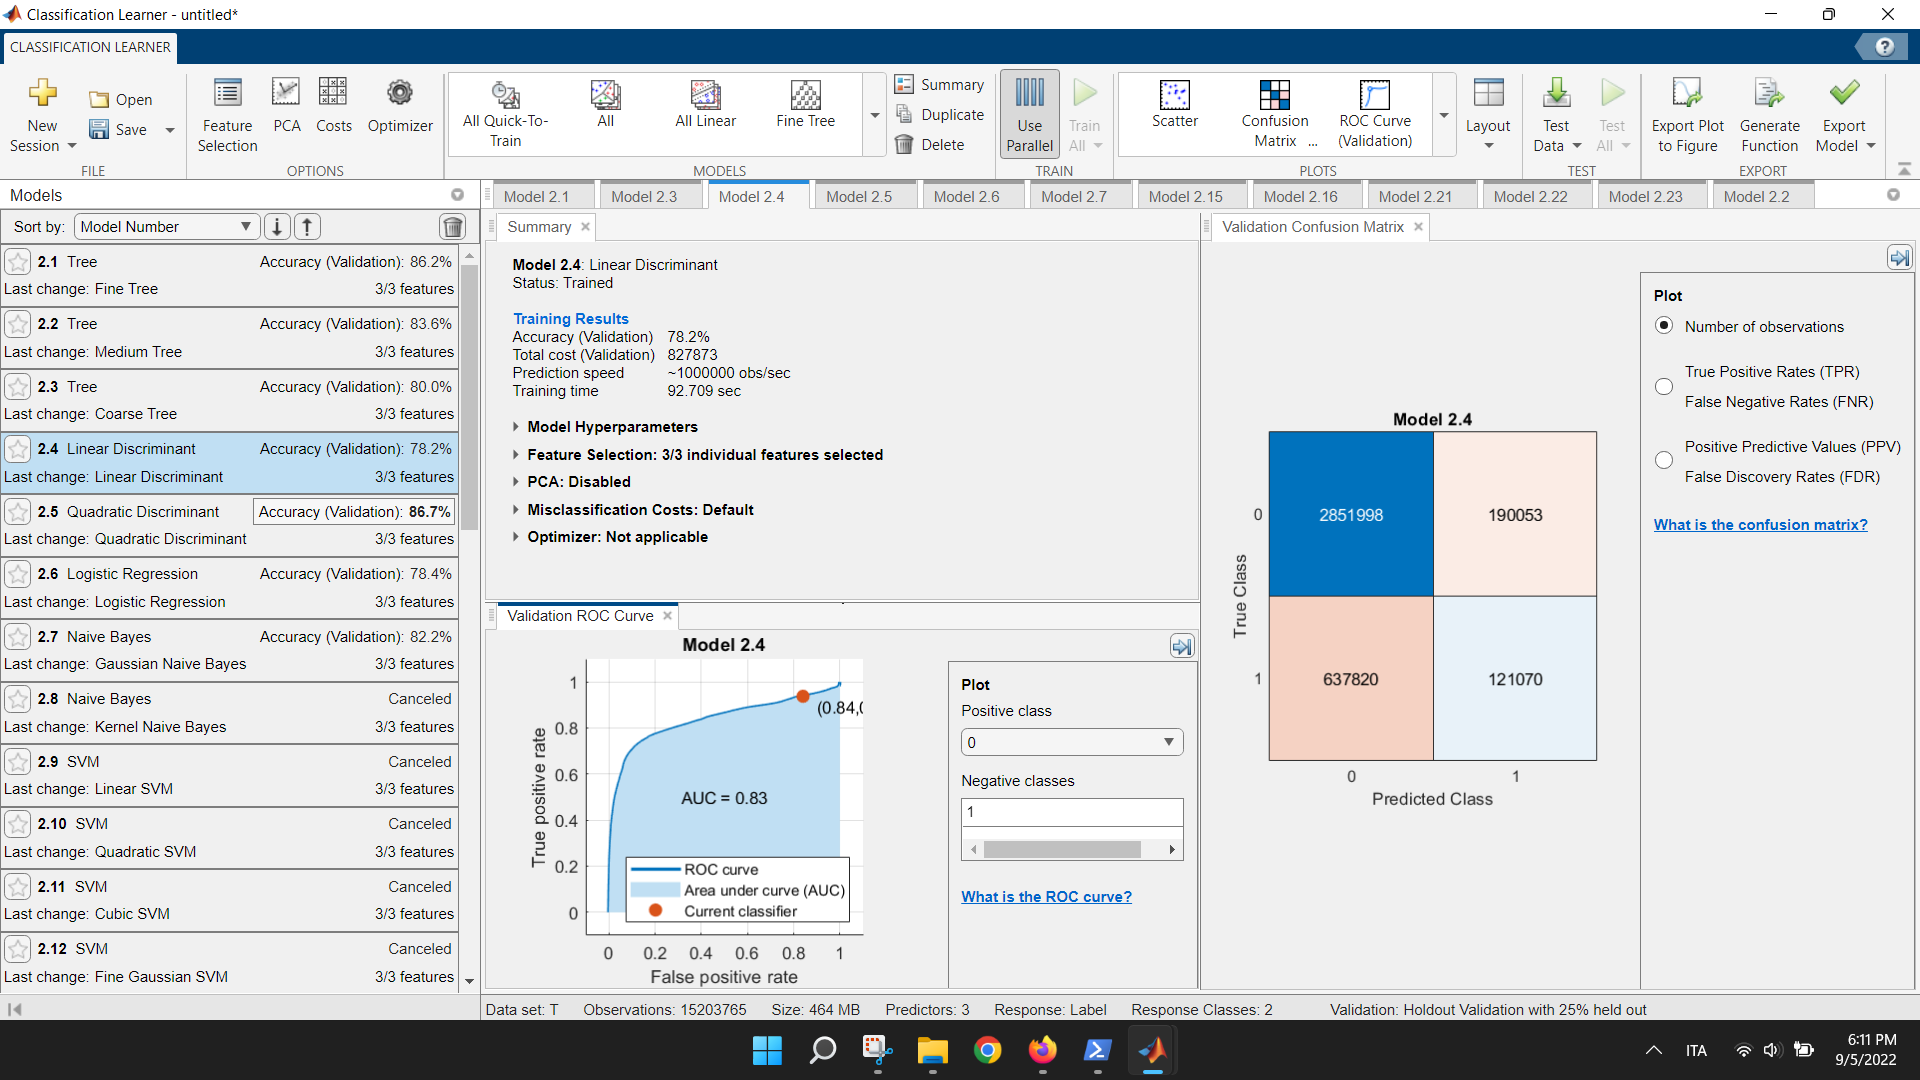 Classification Learner - untitled*
CLASSIFICATION LEARNER
?
New
Session
Open
Save
FILE
Feature
Selection
PCA
Costs
Optimizer
OPTIONS
All Quick-To-
Train
All
All Linear
Fine Tree
Summary
Duplicate
Delete
MODELS
Use
Parallel
Train
All
TRAIN
Scatter
Confusion
Matrix ...
ROC Curve
(Validation)
Layout
PLOTS
Test
Data
Test
All
TEST
Export Plot
to Figure
Generate
Function
Export
Model
EXPORT
Models
Sort by: Model Number
2.1 Tree Accuracy (Validation): 86.2%
Last change: Fine Tree 3/3 features
2.2 Tree Accuracy (Validation): 83.6%
Last change: Medium Tree 3/3 features
2.3 Tree Accuracy (Validation): 80.0%
Last change: Coarse Tree 3/3 features
2.4 Linear Discriminant Accuracy (Validation): 78.2%
Last change: Linear Discriminant 3/3 features
2.5 Quadratic Discriminant Accuracy (Validation): 86.7%
Last change: Quadratic Discriminant 3/3 features
2.6 Logistic Regression Accuracy (Validation): 78.4%
Last change: Logistic Regression 3/3 features
2.7 Naive Bayes Accuracy (Validation): 82.2%
Last change: Gaussian Naive Bayes 3/3 features
2.8 Naive Bayes Canceled
Last change: Kernel Naive Bayes 3/3 features
2.9 SVM Canceled
Last change: Linear SVM 3/3 features
2.10 SVM Canceled
Last change: Quadratic SVM 3/3 features
2.11 SVM Canceled
Last change: Cubic SVM 3/3 features
2.12 SVM Canceled
Last change: Fine Gaussian SVM 3/3 features
Model 2.1 Model 2.3 Model 2.4 Model 2.5 Model 2.6 Model 2.7 Model 2.15 Model 2.16 Model 2.21 Model 2.22 Model 2.23 Model 2.2
Summary
Model 2.4: Linear Discriminant
Status: Trained
Training Results
Accuracy (Validation) 78.2%
Total cost (Validation) 827873
Prediction speed ~1000000 obs/sec
Training time 92.709 sec
Model Hyperparameters
Feature Selection: 3/3 individual features selected
PCA: Disabled
Misclassification Costs: Default
Optimizer: Not applicable
Validation ROC Curve
Model 2.4
1
0.8
0.6
0.4
0.2
0
True positive rate
(0.84,0
AUC = 0.83
ROC curve
Area under curve (AUC)
Current classifier
0 0.2 0.4 0.6 0.8 1
False positive rate
Plot
Positive class
0
Negative classes
1
What is the ROC curve?
Validation Confusion Matrix
Model 2.4
True Class
0 2851998 190053
1 637820 121070
0 1
Predicted Class
Plot
Number of observations
True Positive Rates (TPR)
False Negative Rates (FNR)
Positive Predictive Values (PPV)
False Discovery Rates (FDR)
What is the confusion matrix?
Data set: T Observations: 15203765 Size: 464 MB Predictors: 3 Response: Label Response Classes: 2 Validation: Holdout Validation with 25% held out
ITA
6:11 PM
9/5/2022